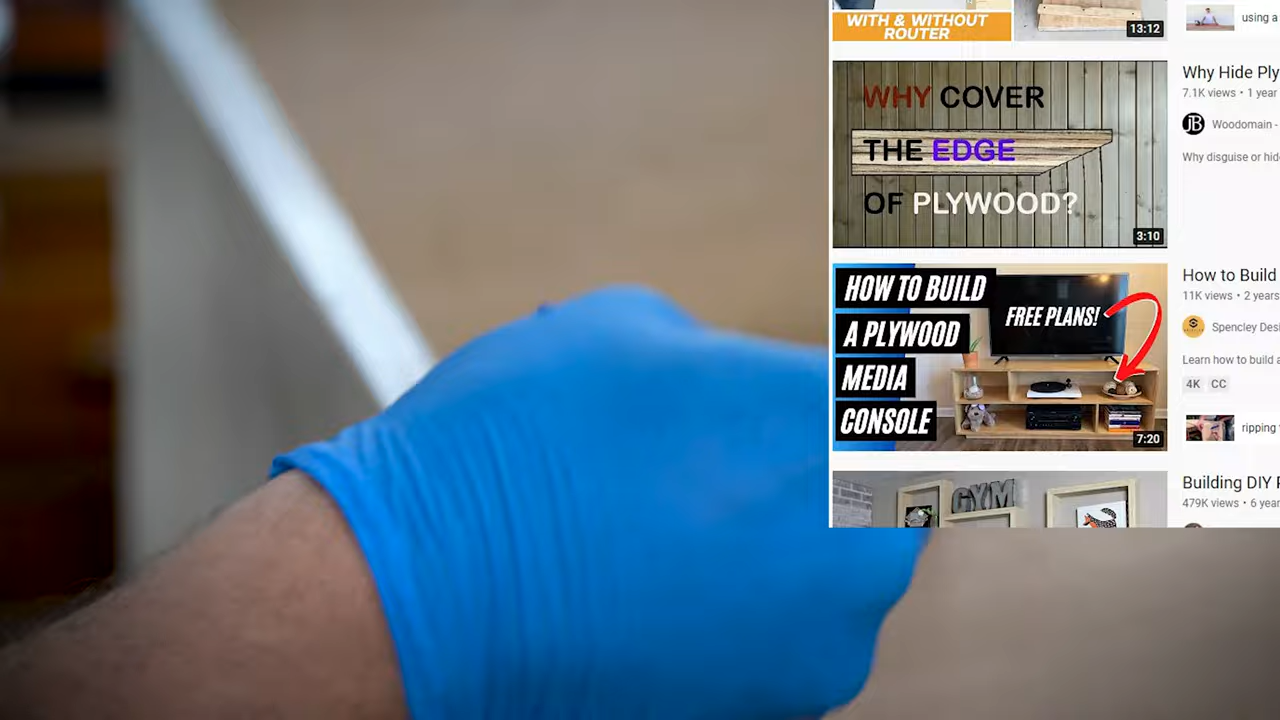 WITH & WITHOUT
ROUTER
13:12
using a
WHY COVER
THE EDGE
OF PLYWOOD?
3:10
Why Hide Ply
7.1K views • 1 year
JB
Woodomain -
Why disguise or hid
HOW TO BUILD
A PLYWOOD
MEDIA
CONSOLE
FREE PLANS!
7:20
How to Build
11K views • 2 years
Spencley Desi
Learn how to build a
4K CC
ripping
GYM
Building DIY
479K views • 6 year